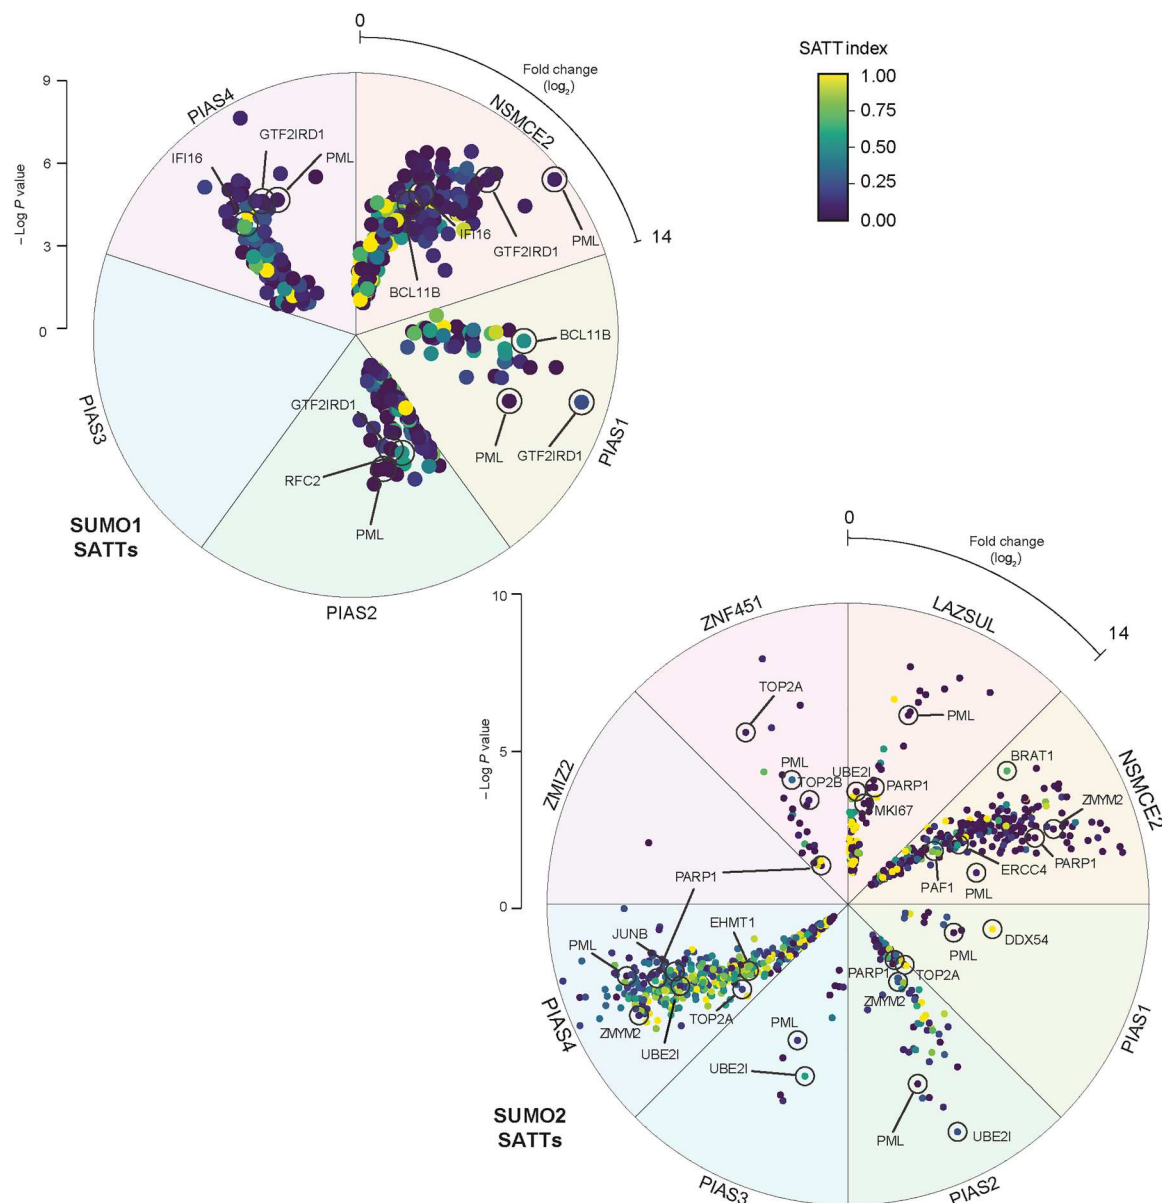 0
Fold change
(log2)
14
SATT index
1.00
0.75
0.50
0.25
0.00
9
6
3
0
– Log P value
PIAS4
NSMCE2
GTF2IRD1
IFI16
PML
IFI16
GTF2IRD1
PML
BCL11B
BCL11B
PML
GTF2IRD1
PIAS1
PIAS3
GTF2IRD1
RFC2
PML
PIAS2
SUMO1
SATTs
0
Fold change
(log2)
14
10
5
0
– Log P value
ZNF451
LAZSUL
TOP2A
PML
PML
TOP2B
UBE2I
PARP1
MKI67
BRAT1
NSMCE2
ZMYM2
PARP1
ERCC4
PAF1
PML
ZMIZ2
PARP1
EHMT1
JUNB
PML
PIAS4
ZMYM2
UBE2I
TOP2A
PML
DDX54
PARP1
TOP2A
ZMYM2
PIAS1
PML
UBE2I
PML
UBE2I
PIAS3
PIAS2
SUMO2
SATTs